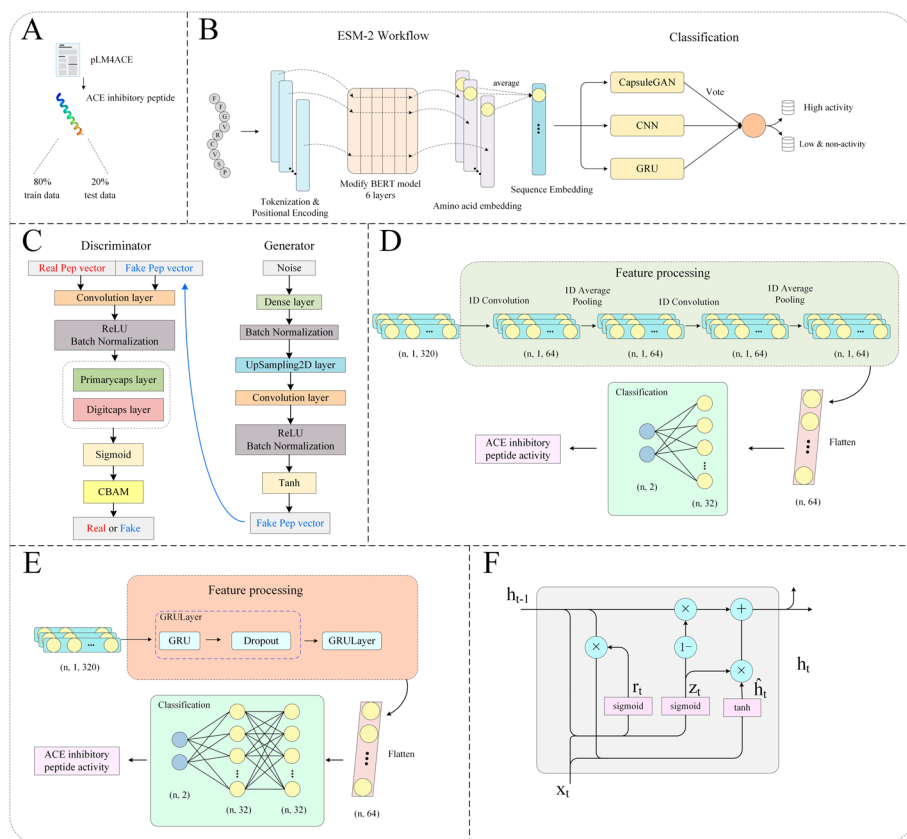 A
pLM4ACE
ACE inhibitory peptide
80%
train data
20%
test data
B
ESM-2 Workflow
Classification
F
F
G
V
R
C
V
S
P
Tokenization &
Positional Encoding
Modify BERT model
6 layers
average
Amino acid embedding
Sequence Embedding
CapsuleGAN
CNN
GRU
Vote
High activity
Low & non-activity
C
Discriminator
Generator
Real Pep vector
Fake Pep vector
Convolution layer
ReLU
Batch Normalization
Primarycaps layer
Digitcaps layer
Sigmoid
CBAM
Real or Fake
Noise
Dense layer
Batch Normalization
UpSampling2D layer
Convolution layer
ReLU
Batch Normalization
Tanh
Fake Pep vector
D
Feature processing
1D Convolution
1D Average
Pooling
1D Convolution
1D Average
Pooling
(n, 1, 320)
(n, 1, 64)
(n, 1, 64)
(n, 1, 64)
(n, 1, 64)
Classification
ACE inhibitory
peptide activity
(n, 2)
(n, 32)
Flatten
(n, 64)
E
Feature processing
GRULayer
GRU
Dropout
GRULayer
(n, 1, 320)
Classification
ACE inhibitory
peptide activity
(n, 2)
(n, 32)
(n, 32)
Flatten
(n, 64)
F
h_{t-1}
×
+
×
1-
×
r_t
z_t
ĥ_t
h_t
sigmoid
sigmoid
tanh
x_t